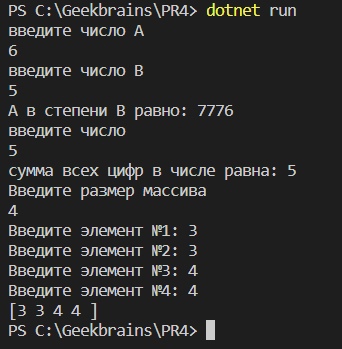 PS C:\Geekbrains\PR4> dotnet run
введите число A
6
введите число B
5
A в степени B равно: 7776
введите число
5
сумма всех цифр в числе равна: 5
Введите размер массива
4
Введите элемент №1: 3
Введите элемент №2: 3
Введите элемент №3: 4
Введите элемент №4: 4
[3 3 4 4 ]
PS C:\Geekbrains\PR4>